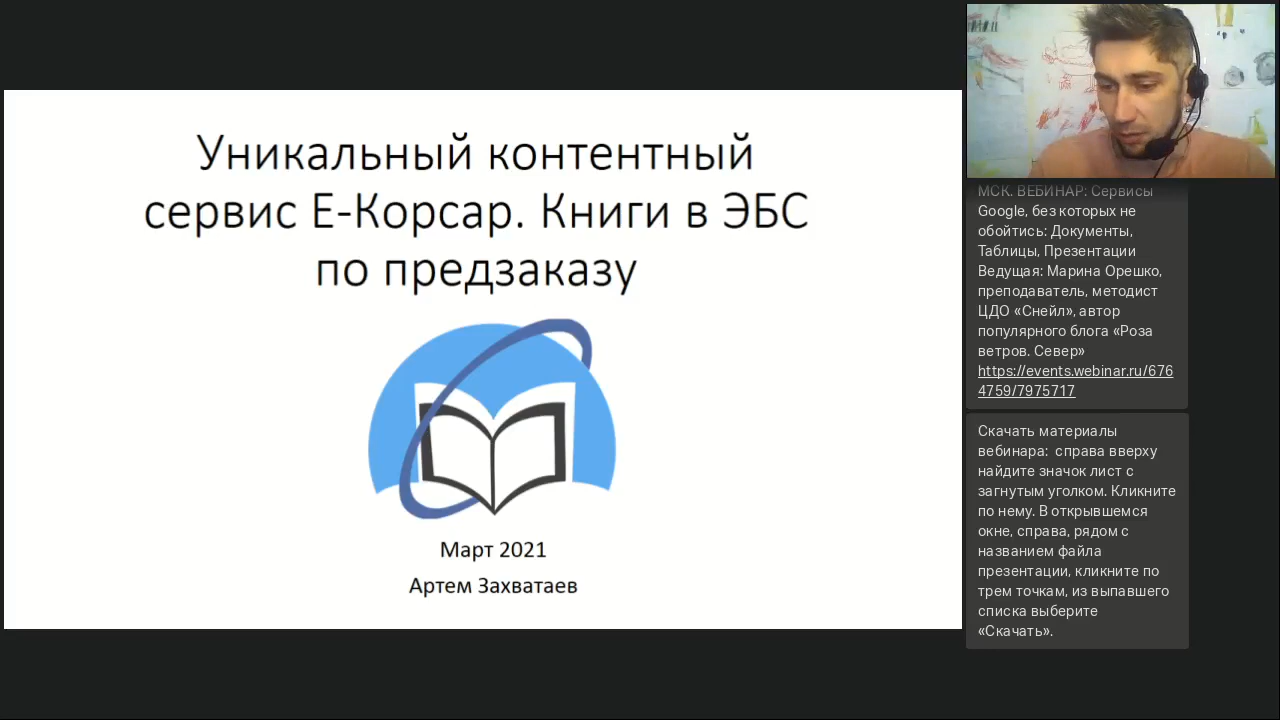 Уникальный контентный
сервис Е-Корсар. Книги в ЭБС
по предзаказу
Март 2021
Артем Захватаев
МСК. ВЕБИНАР: Сервисы
Google, без которых не
обойтись: Документы,
Таблицы, Презентации
Ведущая: Марина Орешко,
преподаватель, методист
ЦДО «Снейл», автор
популярного блога «Роза
ветров. Север»
https://events.webinar.ru/676
4759/7975717
Скачать материалы
вебинара:  справа вверху
найдите значок лист с
загнутым уголком. Кликните
по нему. В открывшемся
окне, справа, рядом с
названием файла
презентации, кликните по
трем точкам, из выпавшего
списка выберите
«Скачать».